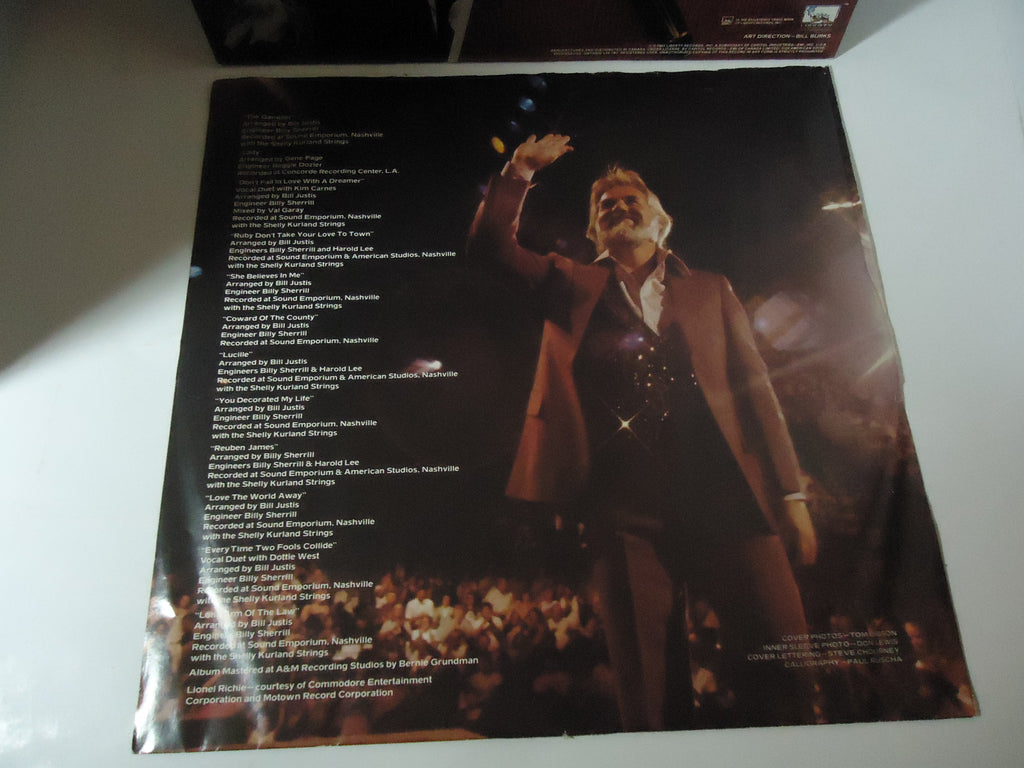 ART DIRECTION—BILL BURKS
"The Gambler"
Arranged by Bill Justis
Engineer Billy Sherrill
Recorded at Sound Emporium, Nashville
with the Shelly Kurland Strings
"Lady"
Arranged by Gene Page
Engineer Reggie Dozier
Recorded at Concorde Recording Center, L.A.
"Don't Fall In Love With A Dreamer"
Vocal Duet with Kim Carnes
Arranged by Bill Justis
Engineer Billy Sherrill
Mixed by Val Garay
Recorded at Sound Emporium, Nashville
with the Shelly Kurland Strings
"Ruby Don't Take Your Love To Town"
Arranged by Bill Justis
Engineers Billy Sherrill and Harold Lee
Recorded at Sound Emporium & American Studios, Nashville
with the Shelly Kurland Strings
"She Believes In Me"
Arranged by Bill Justis
Engineer Billy Sherrill
Recorded at Sound Emporium, Nashville
with the Shelly Kurland Strings
"Coward Of The County"
Arranged by Bill Justis
Engineer Billy Sherrill
Recorded at Sound Emporium, Nashville
"Lucille"
Arranged by Bill Justis
Engineers Billy Sherrill & Harold Lee
Recorded at Sound Emporium & American Studios, Nashville
with the Shelly Kurland Strings
"You Decorated My Life"
Arranged by Bill Justis
Engineer Billy Sherrill
Recorded at Sound Emporium, Nashville
with the Shelly Kurland Strings
"Reuben James"
Arranged by Billy Sherrill
Engineers Billy Sherrill & Harold Lee
Recorded at Sound Emporium & American Studios, Nashville
with the Shelly Kurland Strings
"Love The World Away"
Arranged by Bill Justis
Engineer Billy Sherrill
Recorded at Sound Emporium, Nashville
with the Shelly Kurland Strings
"Every Time Two Fools Collide"
Vocal Duet with Dottie West
Arranged by Bill Justis
Engineer Billy Sherrill
Recorded at Sound Emporium, Nashville
with the Shelly Kurland Strings
"Long Arm Of The Law"
Arranged by Bill Justis
Engineer Billy Sherrill
Recorded at Sound Emporium, Nashville
with the Shelly Kurland Strings
Album Mastered at A&M Recording Studios by Bernie Grundman
Lionel Richie— courtesy of Commodore Entertainment
Corporation and Motown Record Corporation
COVER PHOTOS—TOM GIBSON
INNER SLEEVE PHOTO—DON LEWIS
COVER LETTERING—STEVE CHOURNEY
CALLIGRAPHY—PAUL RUSCHA